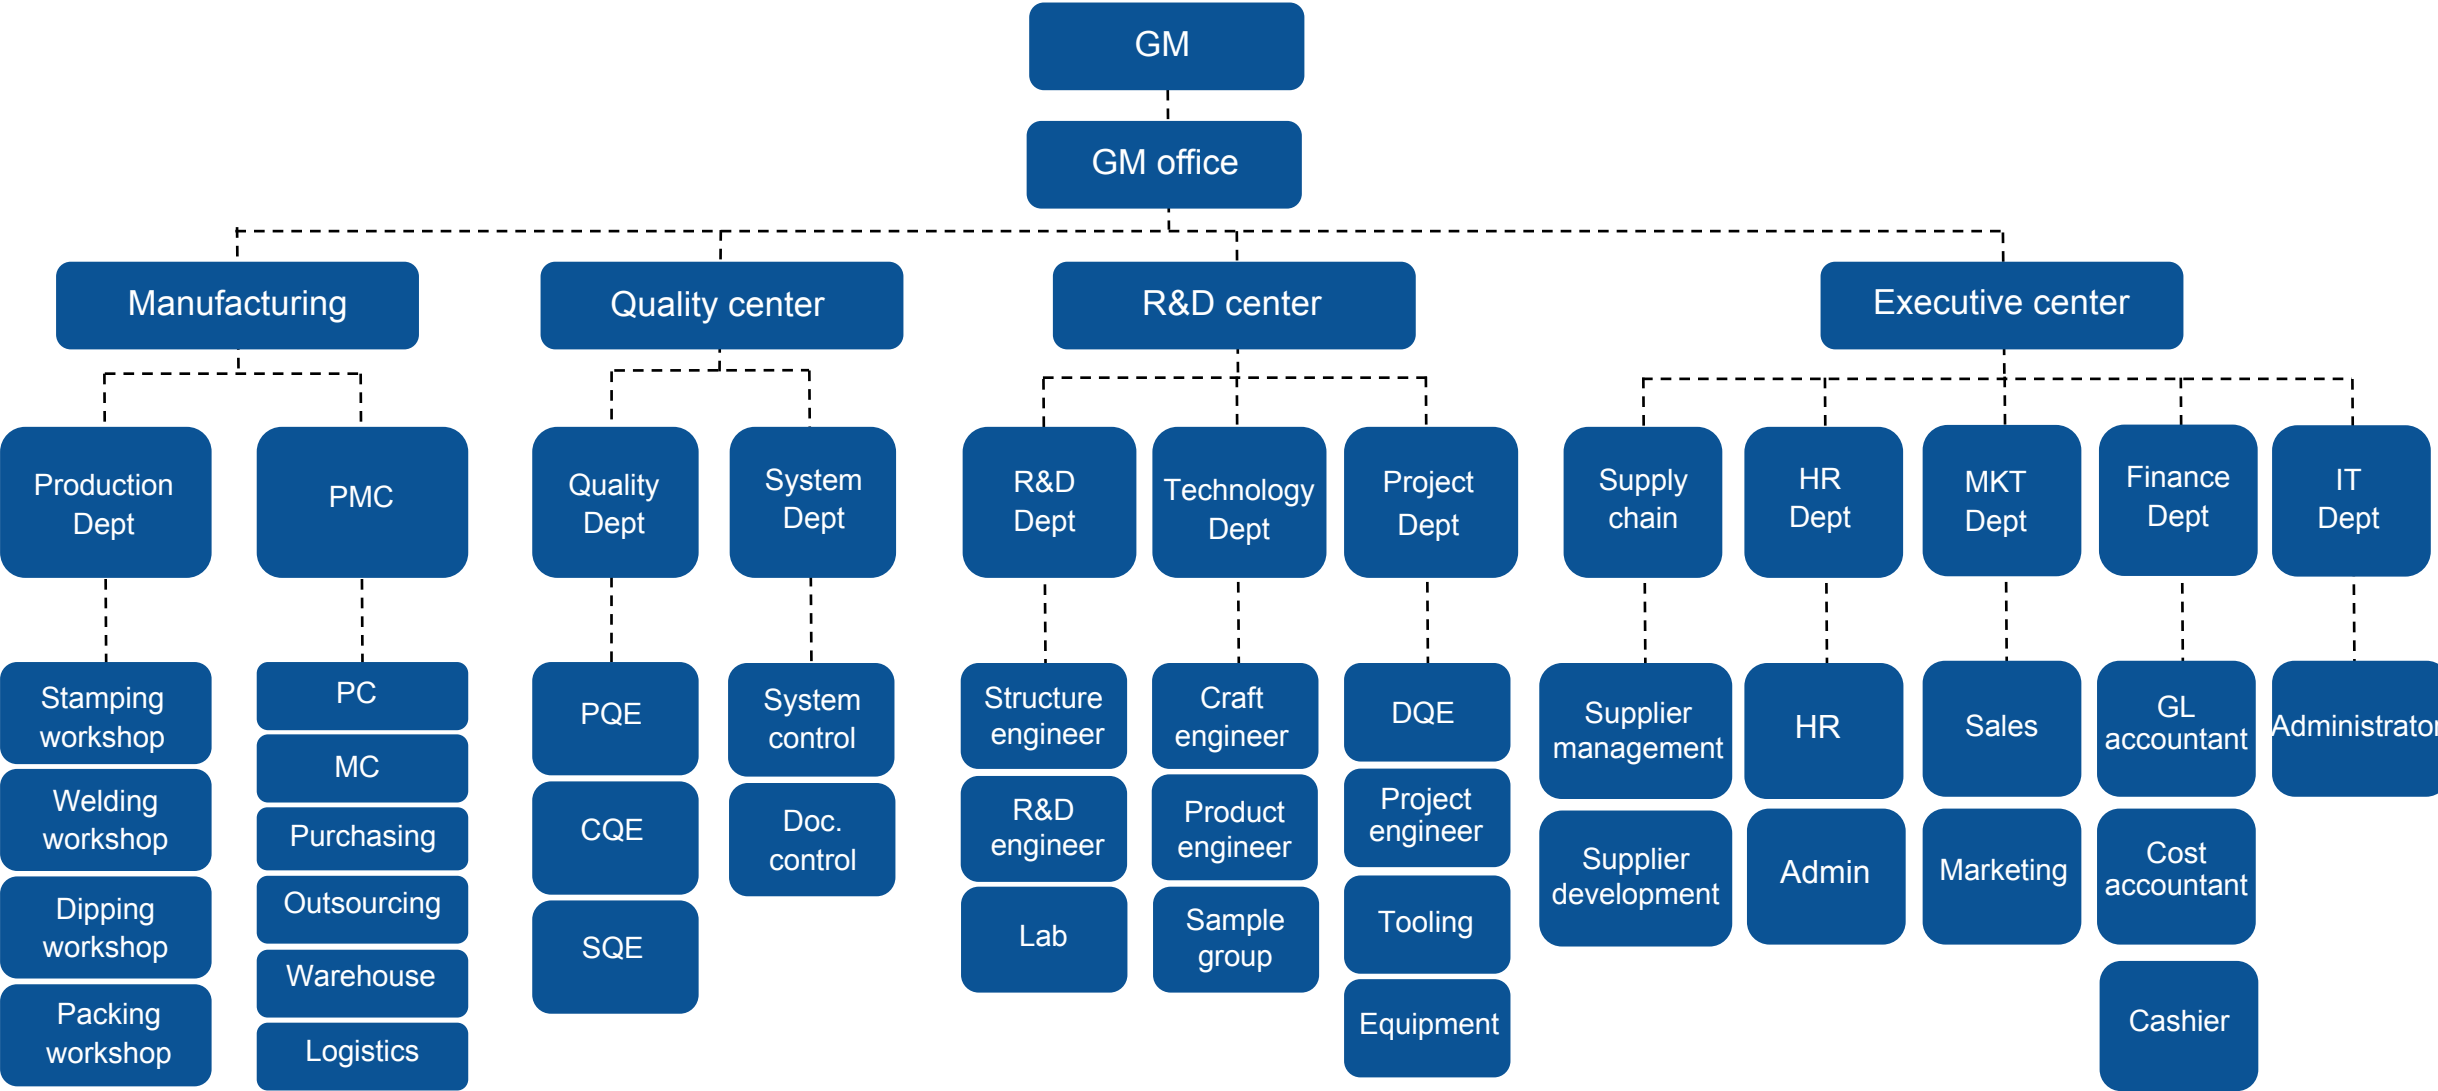 GM
GM office
Manufacturing
Quality center
R&D center
Executive center
Production
Dept
PMC
Quality
Dept
System
Dept
R&D
Dept
Technology
Dept
Project
Dept
Supply
chain
HR
Dept
MKT
Dept
Finance
Dept
IT
Dept
Stamping
workshop
Welding
workshop
Dipping
workshop
Packing
workshop
PC
MC
Purchasing
Outsourcing
Warehouse
Logistics
PQE
CQE
SQE
System
control
Doc.
control
Structure
engineer
R&D
engineer
Lab
Craft
engineer
Product
engineer
Sample
group
DQE
Project
engineer
Tooling
Equipment
Supplier
management
Supplier
development
HR
Admin
Sales
Marketing
GL
accountant
Cost
accountant
Cashier
Administrator